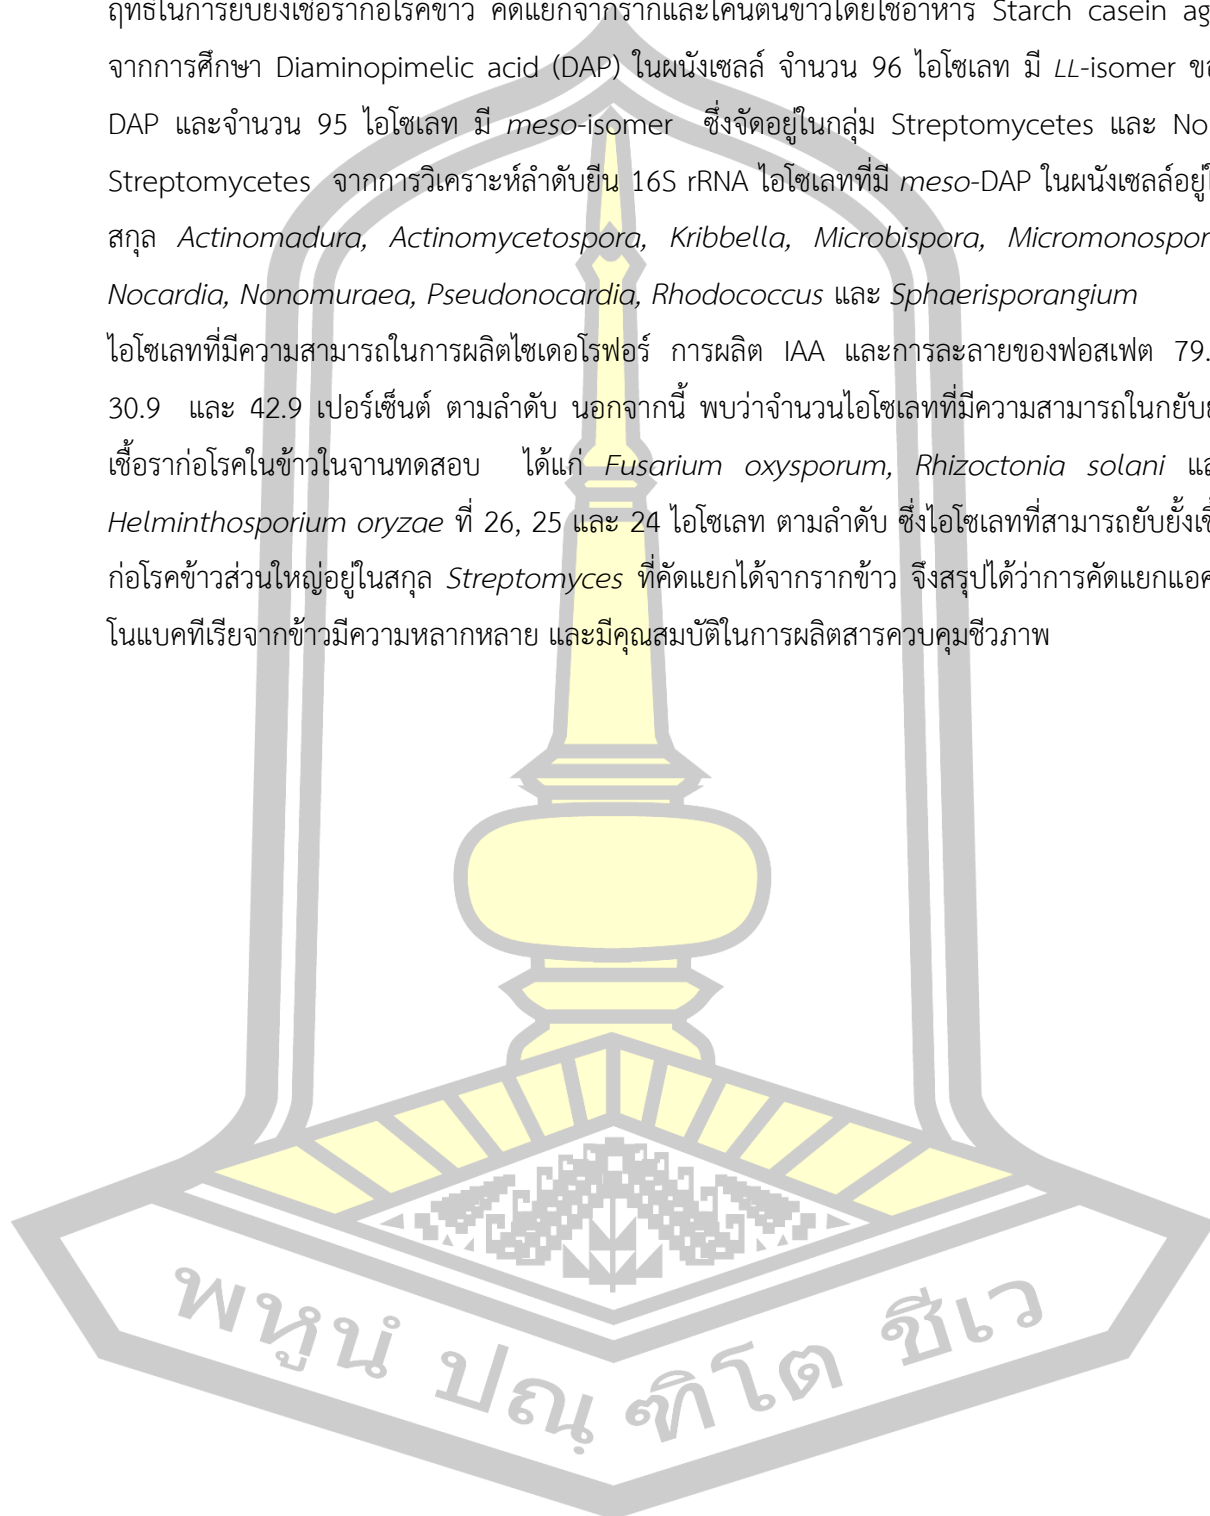 ฤทธิ์ในการยับยั้งเชื้อราก่อโรคข้าว คัดแยกจากรากและโคนต้นข้าวโดยใช้อาหาร Starch casein
จากการศึกษา Diaminopimelic acid (DAP) ในผนังเซลล์ จำนวน 96 ไอโซเลท มี LL-isomer
DAP และจำนวน 95 ไอโซเลท มี meso-isomer ซึ่งจัดอยู่ในกลุ่ม Streptomycetes และ
Streptomycetes จากการวิเคราะห์ลำดับยีน 16S rRNA ไอโซเลทที่มี meso-DAP ในผนังเซลล์
สกุล Actinomadura, Actinomycetospora, Kribbella, Microbispora,
Nocardia, Nonomuraea, Pseudonocardia, Rhodococcus และ Sphaerisporangium
ไอโซเลทที่มีความสามารถในการผลิตไซเดอโรฟอร์ การผลิต IAA และการละลายของฟอสเฟต
30.9 และ 42.9 เปอร์เซ็นต์ ตามลำดับ นอกจากนี้ พบว่าจำนวนไอโซเลทที่มีความสามารถ
เชื้อราก่อโรคในข้าวในจานทดสอบ ได้แก่ Fusarium oxysporum, Rhizoctonia solani
Helminthosporium oryzae ที่ 26, 25 และ 24 ไอโซเลท ตามลำดับ ซึ่งไอโซเลทที่สามารถยับยั้ง
ก่อโรคข้าวส่วนใหญ่อยู่ในสกุล Streptomyces ที่คัดแยกได้จากรากข้าว จึงสรุปได้ว่าการคัดแยก
โนแบคทีเรียจากข้าวมีความหลากหลาย และมีคุณสมบัติในการผลิตสารควบคุมชีวภาพ
พหูนํ ปณฺฑิโต ชีเว